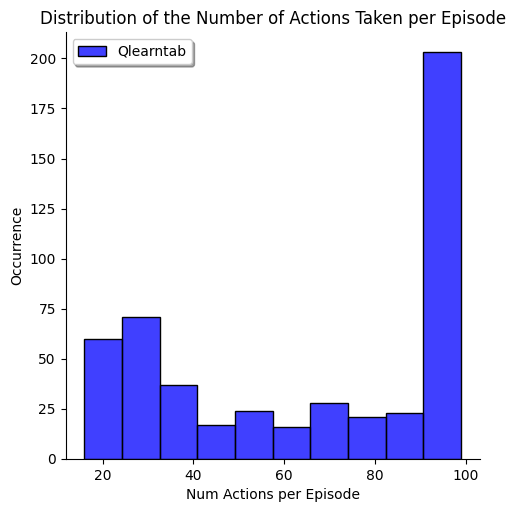 Distribution of the Number of Actions Taken per Episode
Qlearntab
200
175
150
125
100
75
50
25
0
Occurrence
20 40 60 80 100
Num Actions per Episode